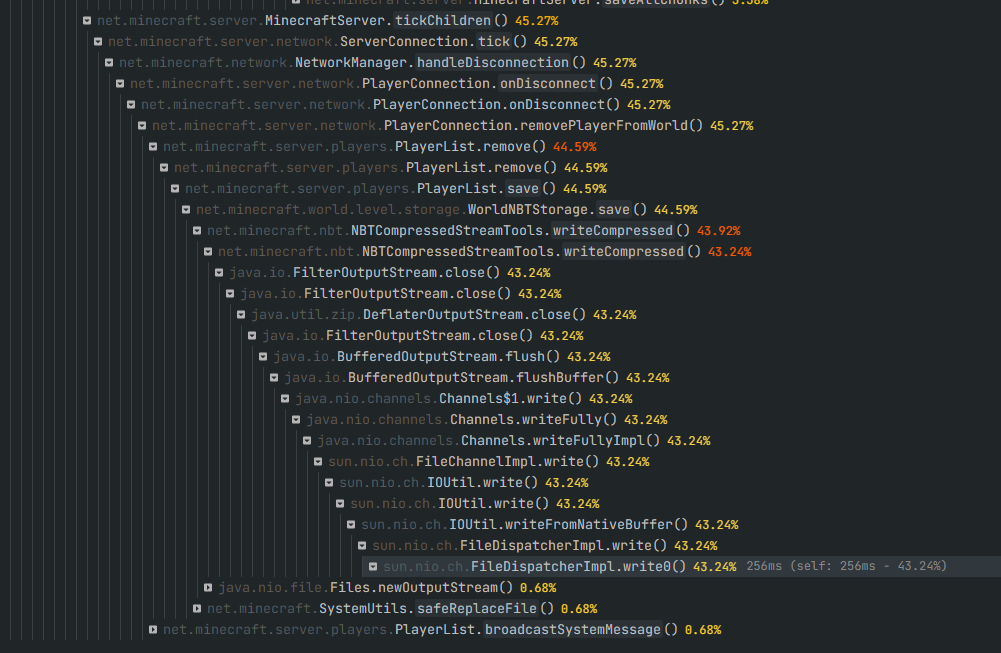 saveAllChunks() 3.38%
net.minecraft.server.MinecraftServer.tickChildren() 45.27%
net.minecraft.server.network.ServerConnection.tick() 45.27%
net.minecraft.network.NetworkManager.handleDisconnection() 45.27%
net.minecraft.server.network.PlayerConnection.onDisconnect() 45.27%
net.minecraft.server.network.PlayerConnection.onDisconnect() 45.27%
net.minecraft.server.network.PlayerConnection.removePlayerFromWorld() 45.27%
net.minecraft.server.players.PlayerList.remove() 44.59%
net.minecraft.server.players.PlayerList.remove() 44.59%
net.minecraft.server.players.PlayerList.save() 44.59%
net.minecraft.world.level.storage.WorldNBTStorage.save() 44.59%
net.minecraft.nbt.NBTCompressedStreamTools.writeCompressed() 43.92%
net.minecraft.nbt.NBTCompressedStreamTools.writeCompressed() 43.24%
java.io.FilterOutputStream.close() 43.24%
java.io.FilterOutputStream.close() 43.24%
java.util.zip.DeflaterOutputStream.close() 43.24%
java.io.FilterOutputStream.close() 43.24%
java.io.BufferedOutputStream.flush() 43.24%
java.io.BufferedOutputStream.flushBuffer() 43.24%
java.nio.channels.Channels$1.write() 43.24%
java.nio.channels.Channels.writeFully() 43.24%
java.nio.channels.Channels.writeFullyImpl() 43.24%
sun.nio.ch.FileChannelImpl.write() 43.24%
sun.nio.ch.IOUtil.write() 43.24%
sun.nio.ch.IOUtil.write() 43.24%
sun.nio.ch.IOUtil.writeFromNativeBuffer() 43.24%
sun.nio.ch.FileDispatcherImpl.write() 43.24%
sun.nio.ch.FileDispatcherImpl.write0() 43.24% 256ms (self: 256ms - 43.24%)
java.nio.file.Files.newOutputStream() 0.68%
net.minecraft.SystemUtils.safeReplaceFile() 0.68%
net.minecraft.server.players.PlayerList.broadcastSystemMessage() 0.68%